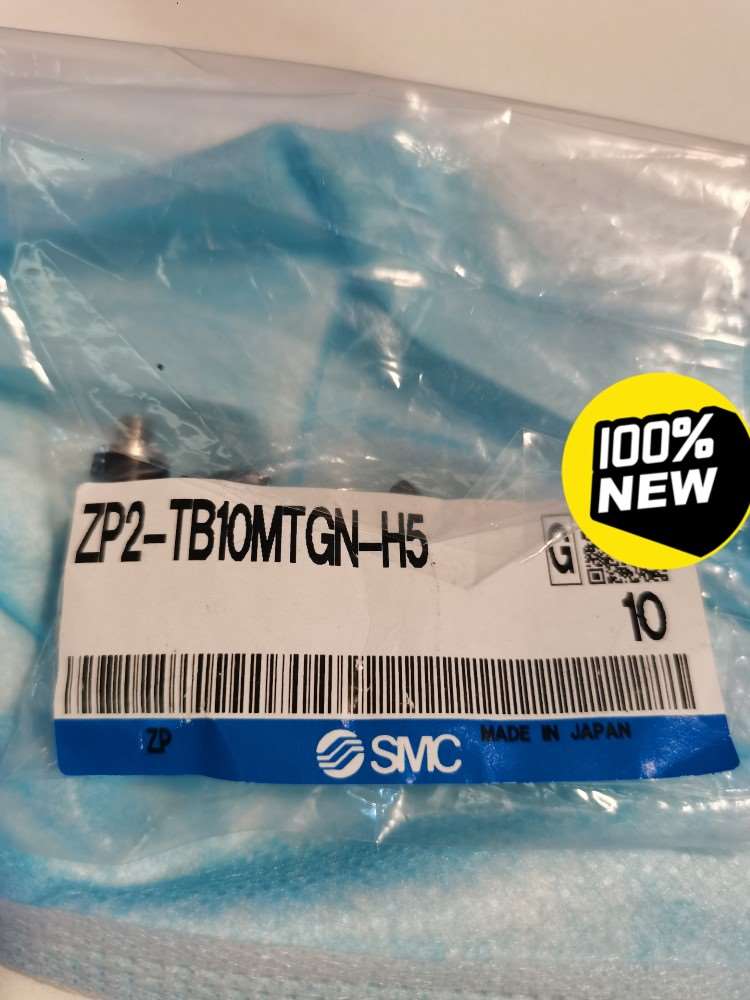 100%
NEW
ZP2-TB10MTGN-H5
G
10
ZP
SMC
MADE IN JAPAN